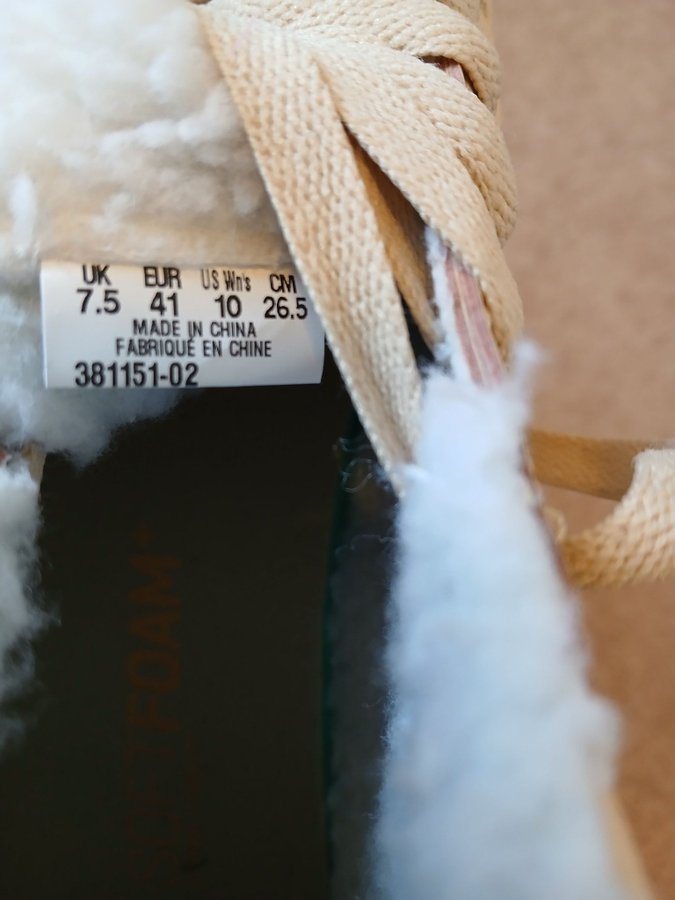 UK EUR US Wn's CM
7.5 41 10 26.5
MADE IN CHINA
FABRIQUÉ EN CHINE
381151-02
SOFTFOAM+